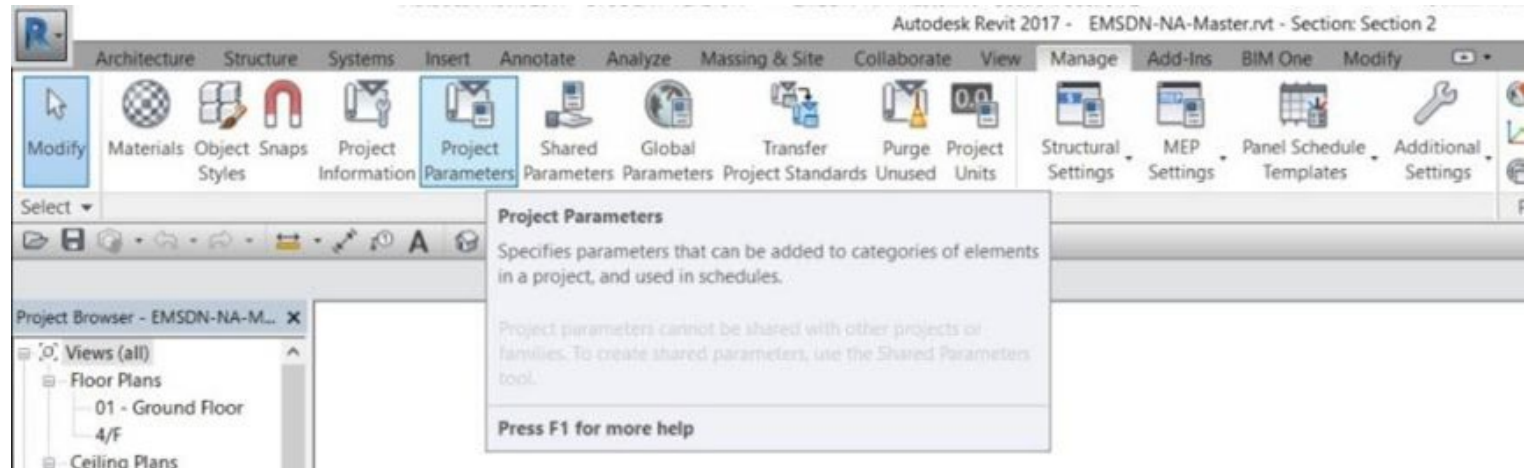 Autodesk Revit 2017 - EMSDN-NA-Master.rvt - Section: Section 2
Architecture Structure Systems Insert Annotate Analyze Massing & Site Collaborate View Manage Add-Ins BIM One Modify
Modify Materials Object Styles Snaps Project Information Project Parameters Shared Parameters Global Parameters Transfer Project Standards Purge Unused Project Units Structural Settings MEP Settings Panel Schedule Templates Additional Settings
Select
Project Parameters
Specifies parameters that can be added to categories of elements
in a project, and used in schedules.
Project parameters cannot be shared with other projects or
families. To create shared parameters, use the Shared Parameters
tool.
Press F1 for more help
Project Browser - EMSDN-NA-M...
Views (all)
Floor Plans
01 - Ground Floor
4/F
Ceiling Plans